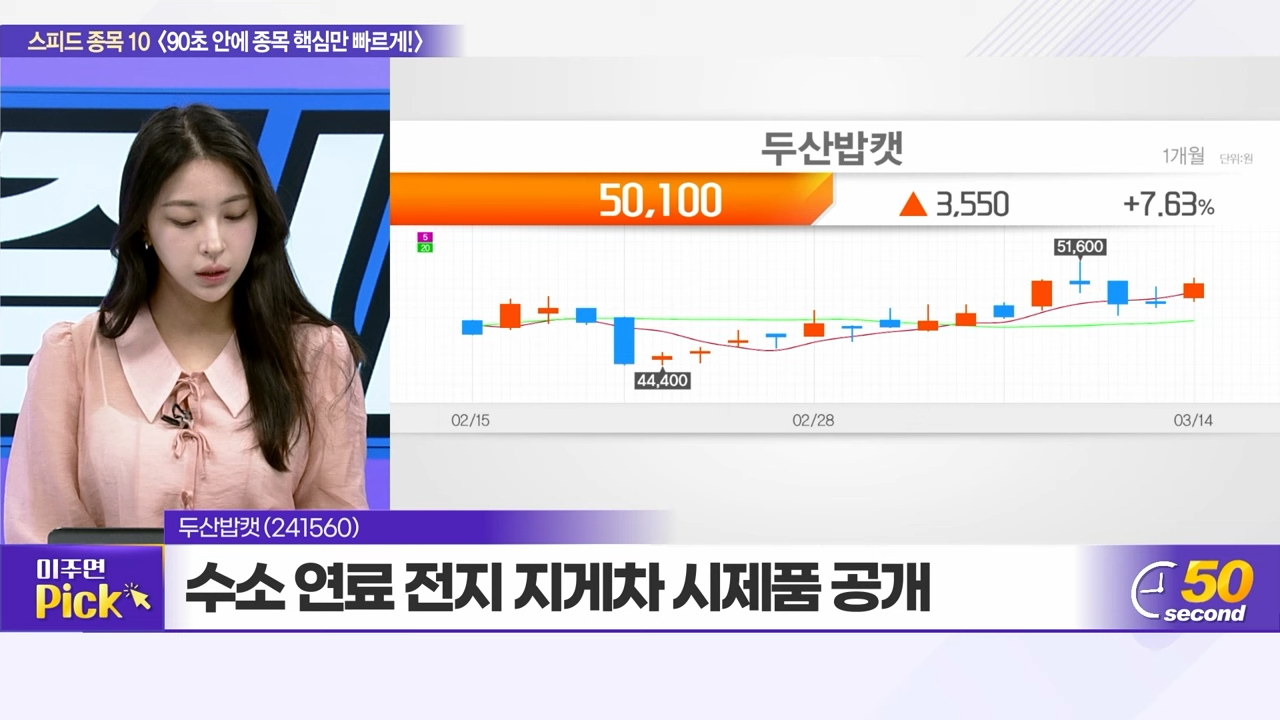 스피드 종목 10 <90초 안에 종목 핵심만 빠르게!>
두산밥캣
1개월 단위:원
50,100 ▲ 3,550 +7.63%
5
20
51,600
44,400
02/15 02/28 03/14
두산밥캣(241560)
미주면
Pick
수소 연료 전지 지게차 시제품 공개
50
second